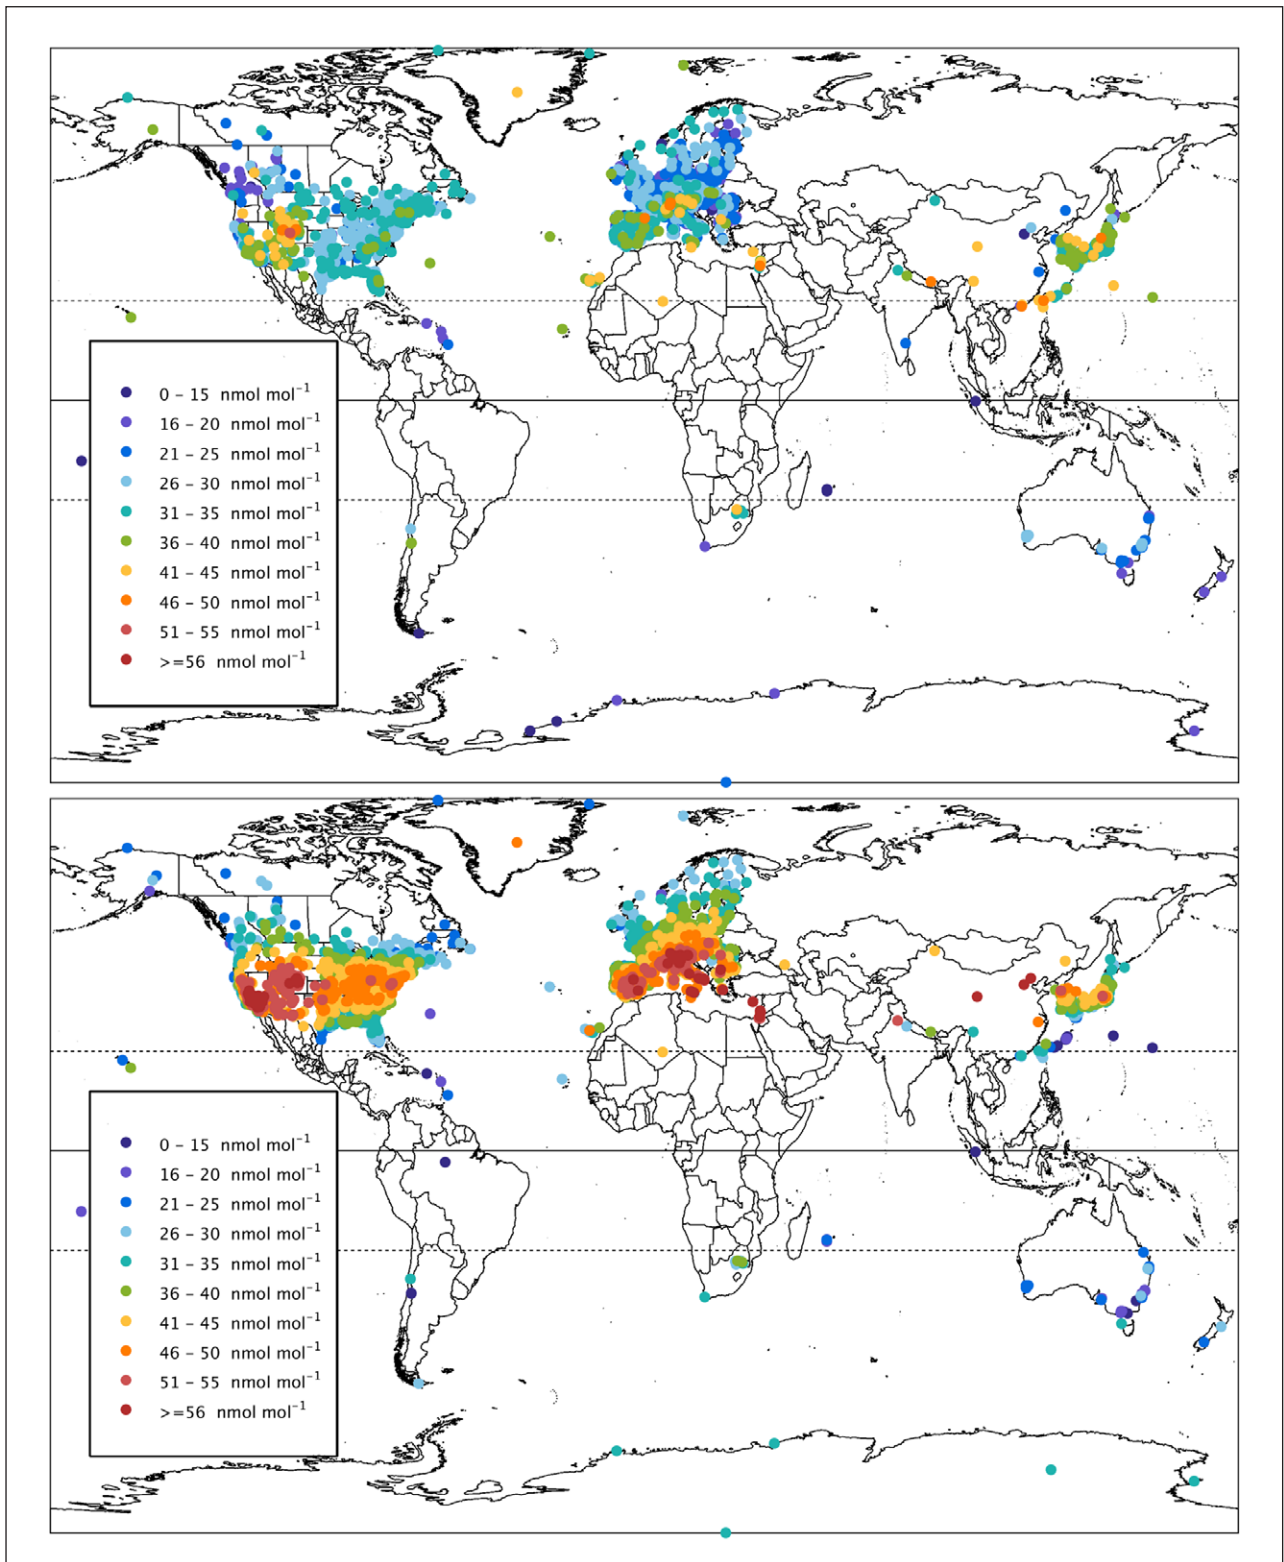 0 – 15 nmol mol⁻¹
16 – 20 nmol mol⁻¹
21 – 25 nmol mol⁻¹
26 – 30 nmol mol⁻¹
31 – 35 nmol mol⁻¹
36 – 40 nmol mol⁻¹
41 – 45 nmol mol⁻¹
46 – 50 nmol mol⁻¹
51 – 55 nmol mol⁻¹
>=56 nmol mol⁻¹
0 – 15 nmol mol⁻¹
16 – 20 nmol mol⁻¹
21 – 25 nmol mol⁻¹
26 – 30 nmol mol⁻¹
31 – 35 nmol mol⁻¹
36 – 40 nmol mol⁻¹
41 – 45 nmol mol⁻¹
46 – 50 nmol mol⁻¹
51 – 55 nmol mol⁻¹
>=56 nmol mol⁻¹